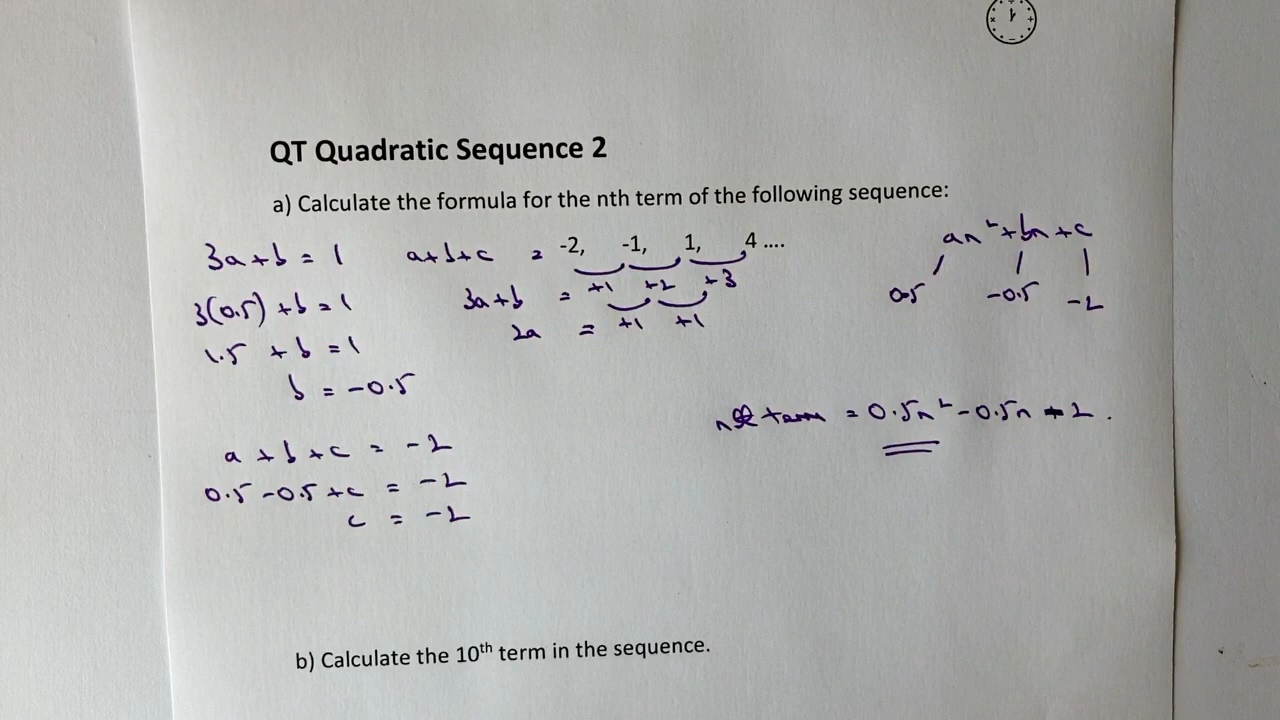 QT Quadratic Sequence 2
a) Calculate the formula for the nth term of the following sequence:
3a+b = 1
a+b+c = -2, -1, 1, 4 ....
an²+bn+c
3a+b = +1 +2 +3
0.5 -0.5 -2
3(0.5) + b = 1
2a = +1 +1
1.5 + b = 1
b = -0.5
term = 0.5n² - 0.5n - 2.
a + b + c = -2
0.5 - 0.5 + c = -2
c = -2
b) Calculate the 10th term in the sequence.